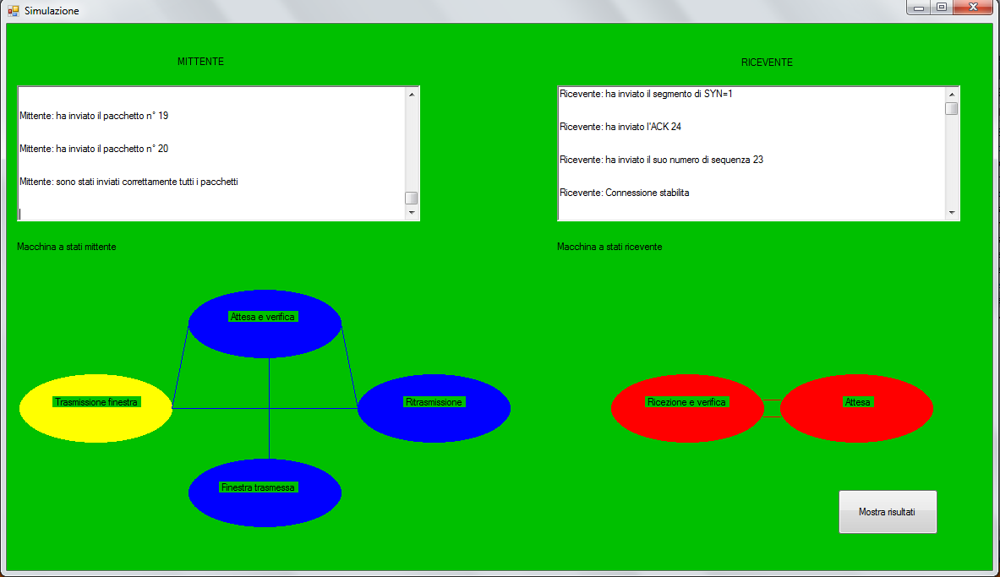 Simulazione
MITTENTE
RICEVENTE
Mittente: ha inviato il pacchetto n° 19
Mittente: ha inviato il pacchetto n° 20
Mittente: sono stati inviati correttamente tutti i pacchetti
Ricevente: ha inviato il segmento di SYN=1
Ricevente: ha inviato l'ACK 24
Ricevente: ha inviato il suo numero di sequenza 23
Ricevente: Connessione stabilita
Macchina a stati mittente
Macchina a stati ricevente
Attesa e verifica
Trasmissione finestra
Ritrasmissione
Finestra trasmessa
Ricezione e verifica
Attesa
Mostra risultati